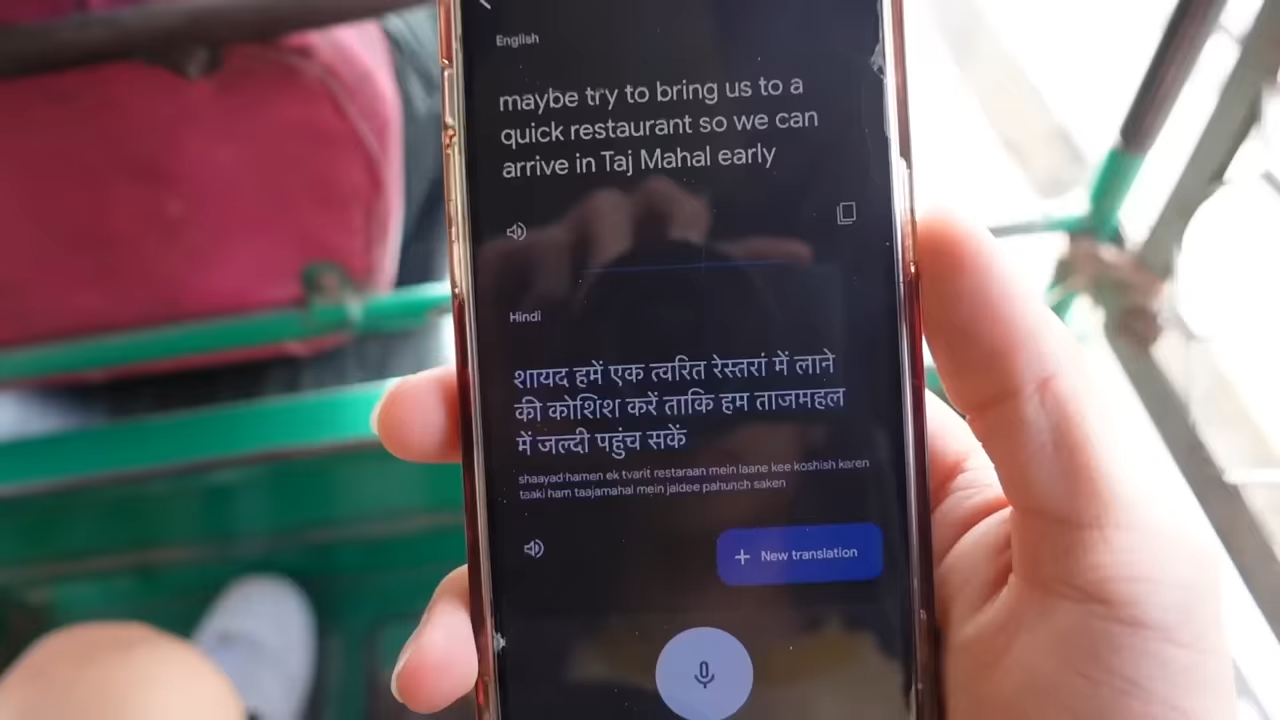 English
maybe try to bring us to a
quick restaurant so we can
arrive in Taj Mahal early
Hindi
शायद हमें एक त्वरित रेस्तरां में लाने
की कोशिश करें ताकि हम ताजमहल
में जल्दी पहुंच सकें
shaayad hamen ek tvarit restaraan mein laane kee koshish karen
taaki ham taajamahal mein jaldee pahunch saken
+ New translation